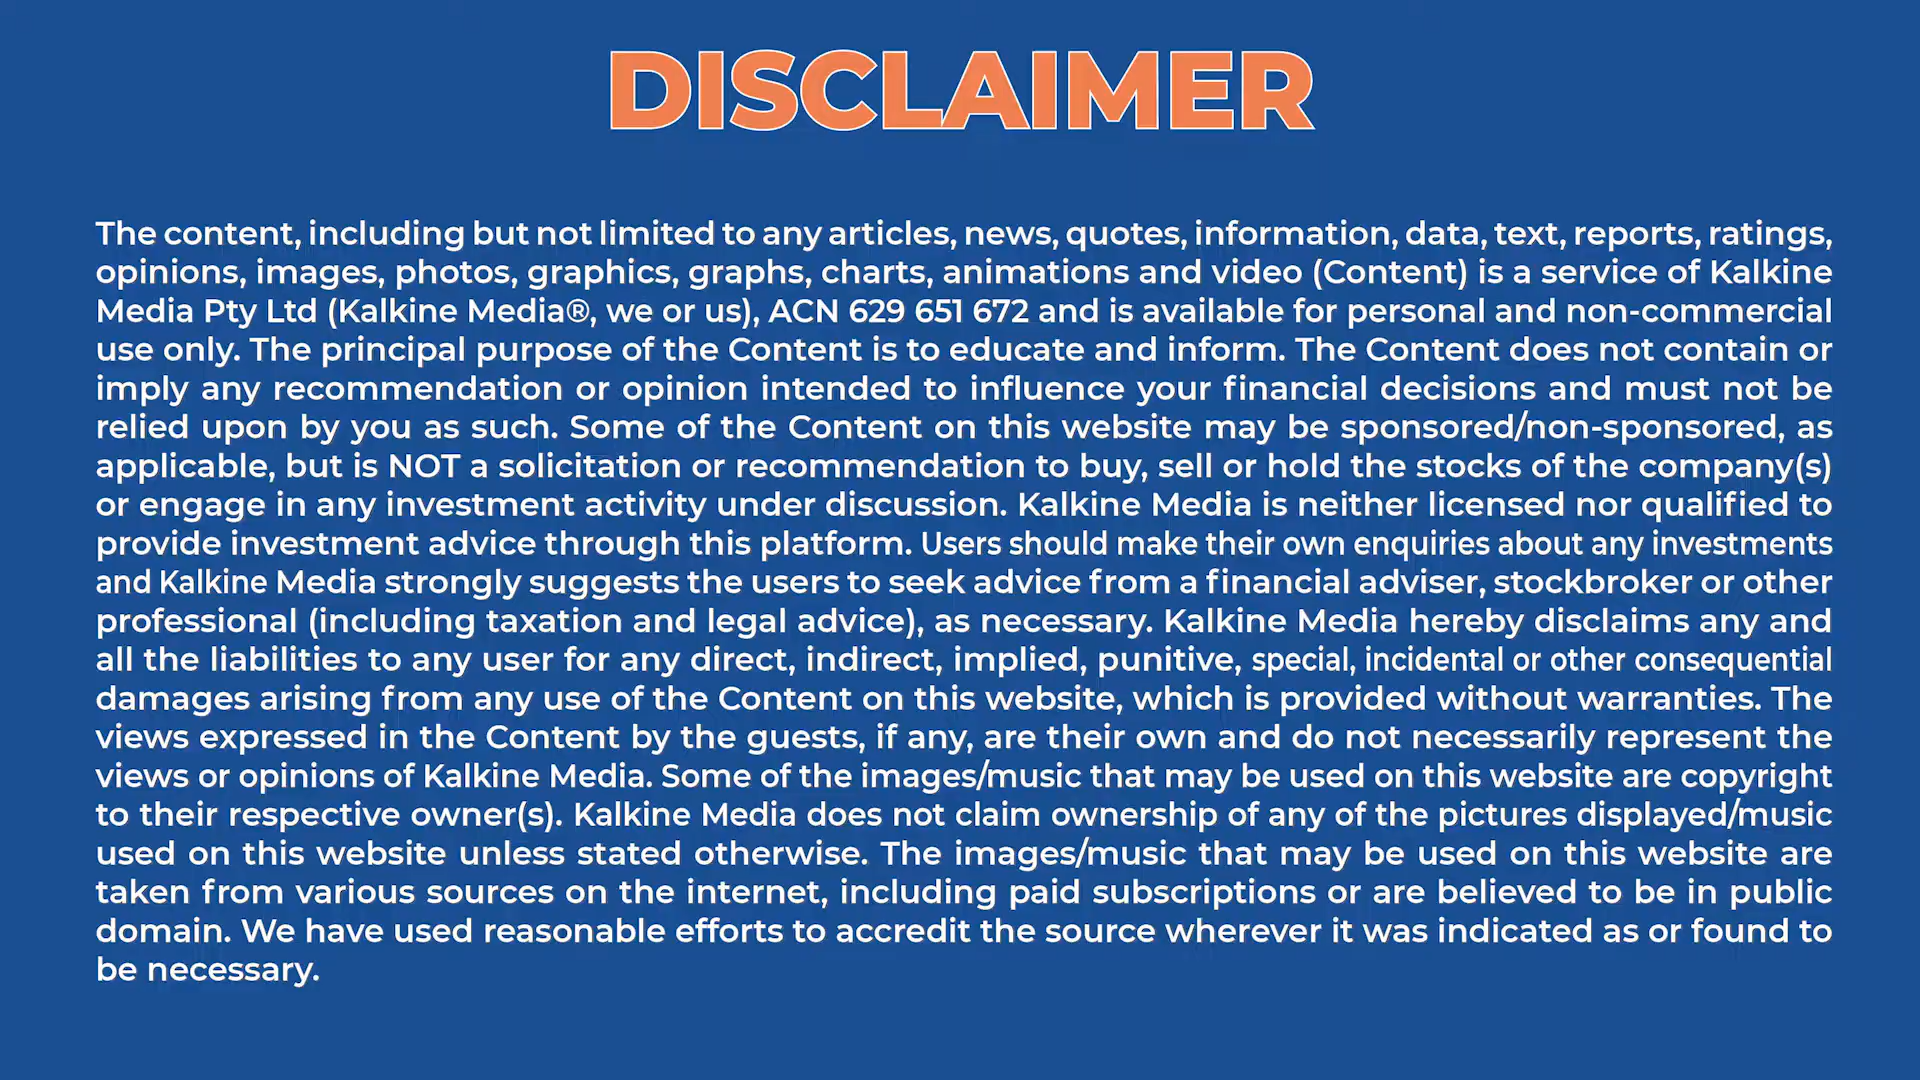 DISCLAIMER
The content, including but not limited to any articles, news, quotes, information, data, text, reports, ratings,
opinions, images, photos, graphics, graphs, charts, animations and video (Content) is a service of Kalkine
Media Pty Ltd (Kalkine Media®, we or us), ACN 629 651 672 and is available for personal and non-commercial
use only. The principal purpose of the Content is to educate and inform. The Content does not contain or
imply any recommendation or opinion intended to influence your financial decisions and must not be
relied upon by you as such. Some of the Content on this website may be sponsored/non-sponsored, as
applicable, but is NOT a solicitation or recommendation to buy, sell or hold the stocks of the company(s)
or engage in any investment activity under discussion. Kalkine Media is neither licensed nor qualified to
provide investment advice through this platform. Users should make their own enquiries about any investments
and Kalkine Media strongly suggests the users to seek advice from a financial adviser, stockbroker or other
professional (including taxation and legal advice), as necessary. Kalkine Media hereby disclaims any and
all the liabilities to any user for any direct, indirect, implied, punitive, special, incidental or other consequential
damages arising from any use of the Content on this website, which is provided without warranties. The
views expressed in the Content by the guests, if any, are their own and do not necessarily represent the
views or opinions of Kalkine Media. Some of the images/music that may be used on this website are copyright
to their respective owner(s). Kalkine Media does not claim ownership of any of the pictures displayed/music
used on this website unless stated otherwise. The images/music that may be used on this website are
taken from various sources on the internet, including paid subscriptions or are believed to be in public
domain. We have used reasonable efforts to accredit the source wherever it was indicated as or found to
be necessary.